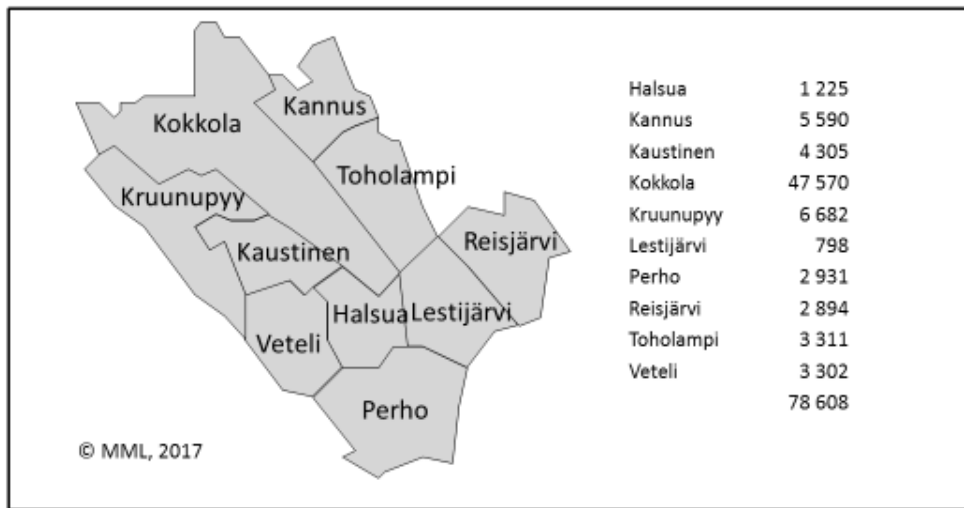 Kannus
Kokkola
Toholampi
Kruunupyy
Reisjärvi
Kaustinen
Halsua
Lestijärvi
Veteli
Perho
© MML, 2017
Halsua 1 225
Kannus 5 590
Kaustinen 4 305
Kokkola 47 570
Kruunupyy 6 682
Lestijärvi 798
Perho 2 931
Reisjärvi 2 894
Toholampi 3 311
Veteli 3 302
78 608